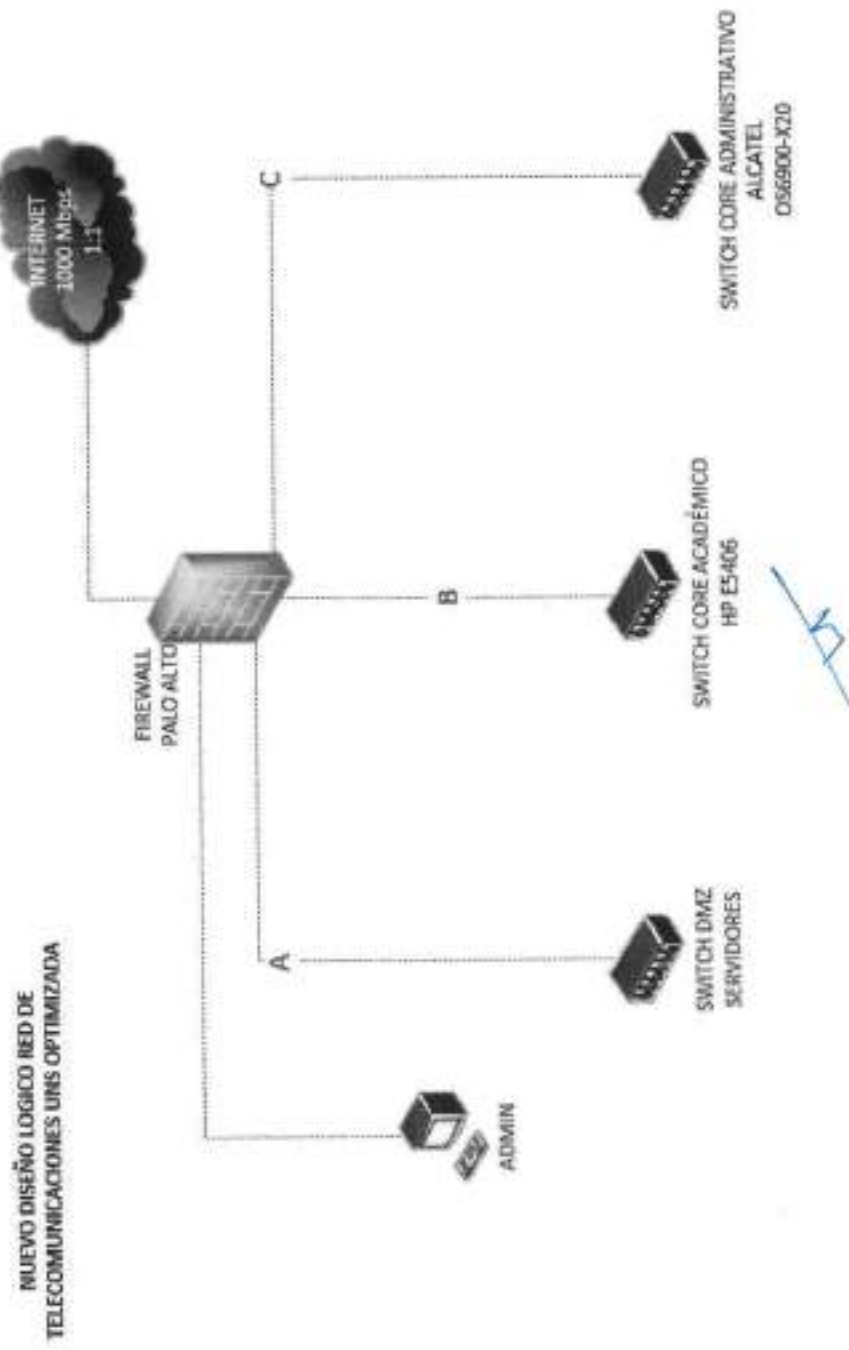 NUEVO DISEÑO LOGICO RED DE
TELECOMUNICACIONES UNS OPTIMIZADA
INTERNET
1000 Mbps
1:1
FIREWALL
PALO ALTO
A
B
C
ADMIN
SWITCH DMZ
SERVIDORES
SWITCH CORE ACADÉMICO
HP E5406
SWITCH CORE ADMINISTRATIVO
ALCATEL
OS6900-X20